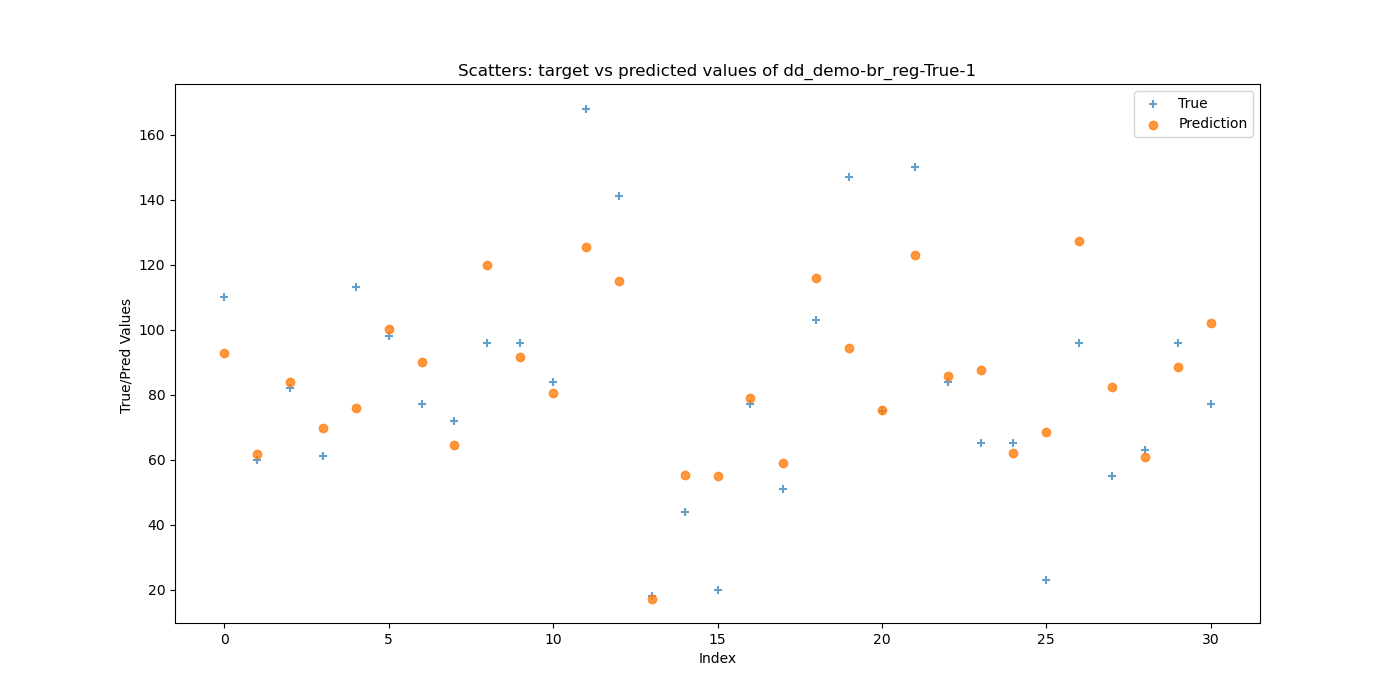 Scatters: target vs predicted values of dd_demo-br_reg-True-1
True
Prediction
True/Pred Values
160
140
120
100
80
60
40
20
0 5 10 15 20 25 30
Index